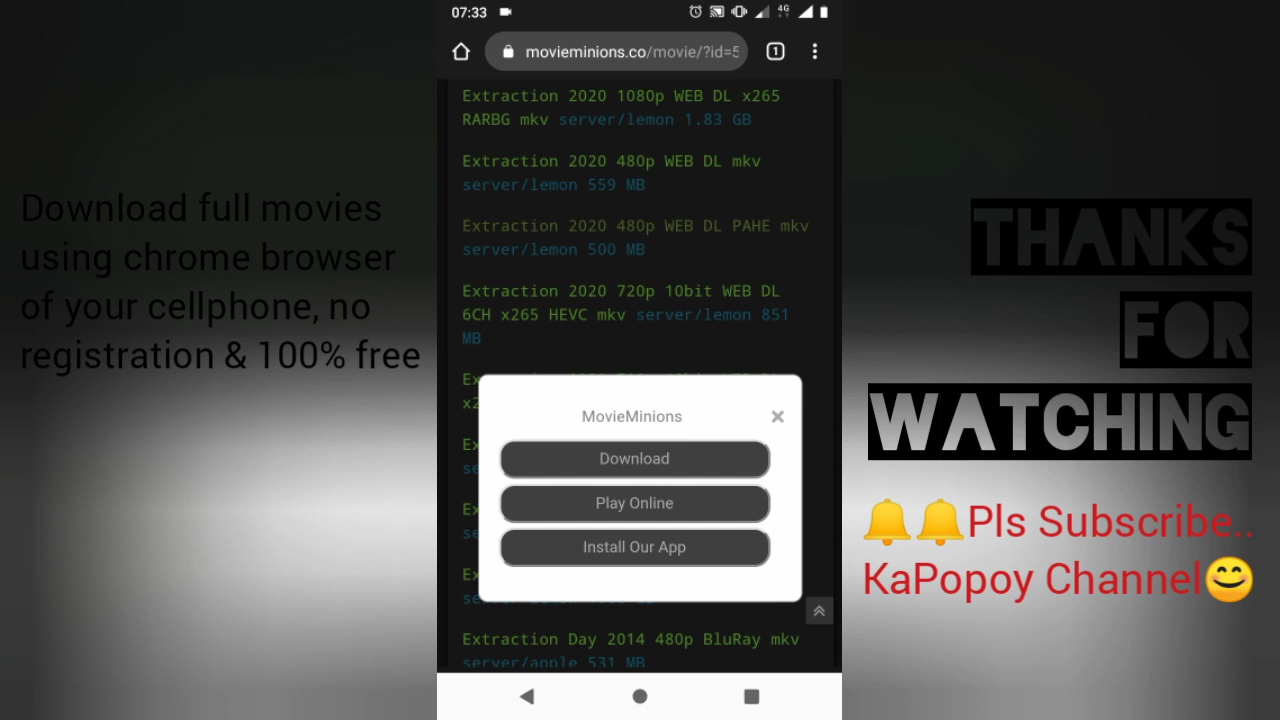 Download full movies
using chrome browser
of your cellphone, no
registration & 100% free
07:33
4G
movieminions.co/movie/?id=5
1
Extraction 2020 1080p WEB DL x265
RARBG mkv server/lemon 1.83 GB
Extraction 2020 480p WEB DL mkv
server/lemon 559 MB
Extraction 2020 480p WEB DL PAHE mkv
server/lemon 500 MB
Extraction 2020 720p 10bit WEB DL
6CH x265 HEVC mkv server/lemon 851
MB
MovieMinions
Download
Play Online
Install Our App
Extraction Day 2014 480p BluRay mkv
server/apple 531 MB
THANKS
FOR
WATCHING
Pls Subscribe..
KaPopoy Channel